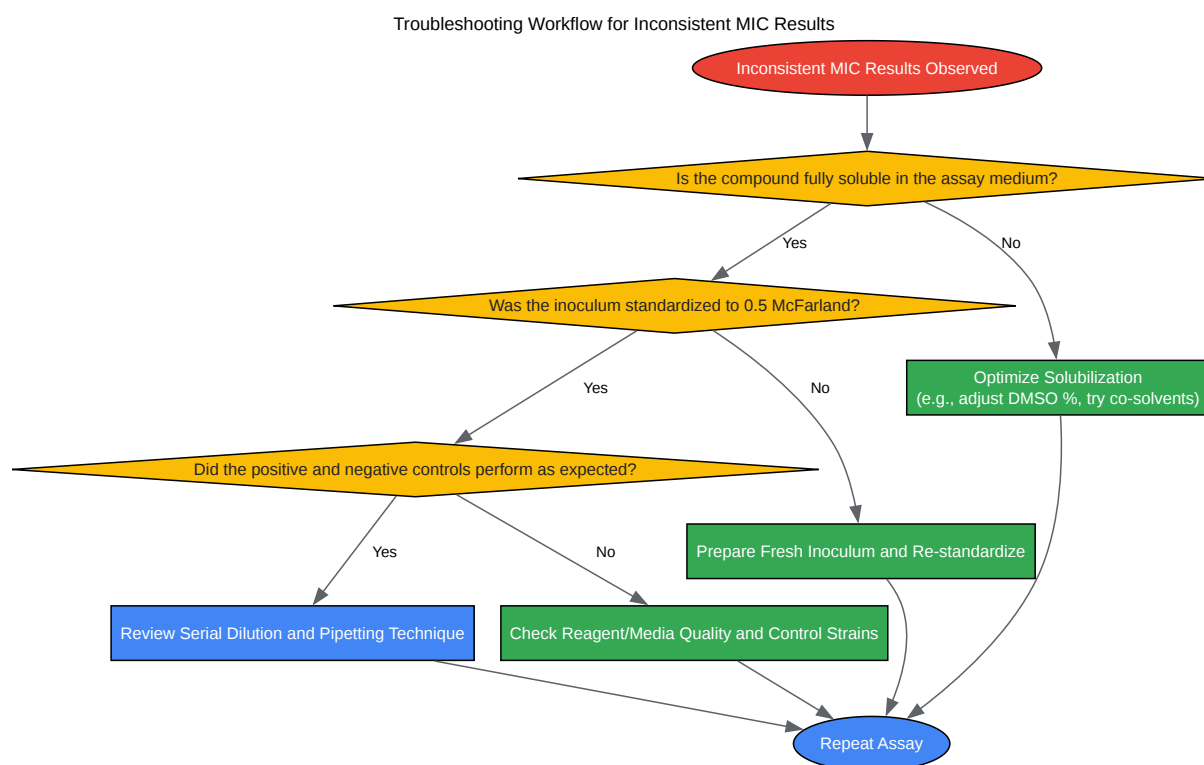 Troubleshooting Workflow for Inconsistent MIC Results
Inconsistent MIC Results Observed
Is the compound fully soluble in the assay medium?
Yes
No
Was the inoculum standardized to 0.5 McFarland?
Optimize Solubilization
(e.g., adjust DMSO %, try co-solvents)
Yes
No
Did the positive and negative controls perform as expected?
Prepare Fresh Inoculum and Re-standardize
Yes
No
Review Serial Dilution and Pipetting Technique
Check Reagent/Media Quality and Control Strains
Repeat Assay